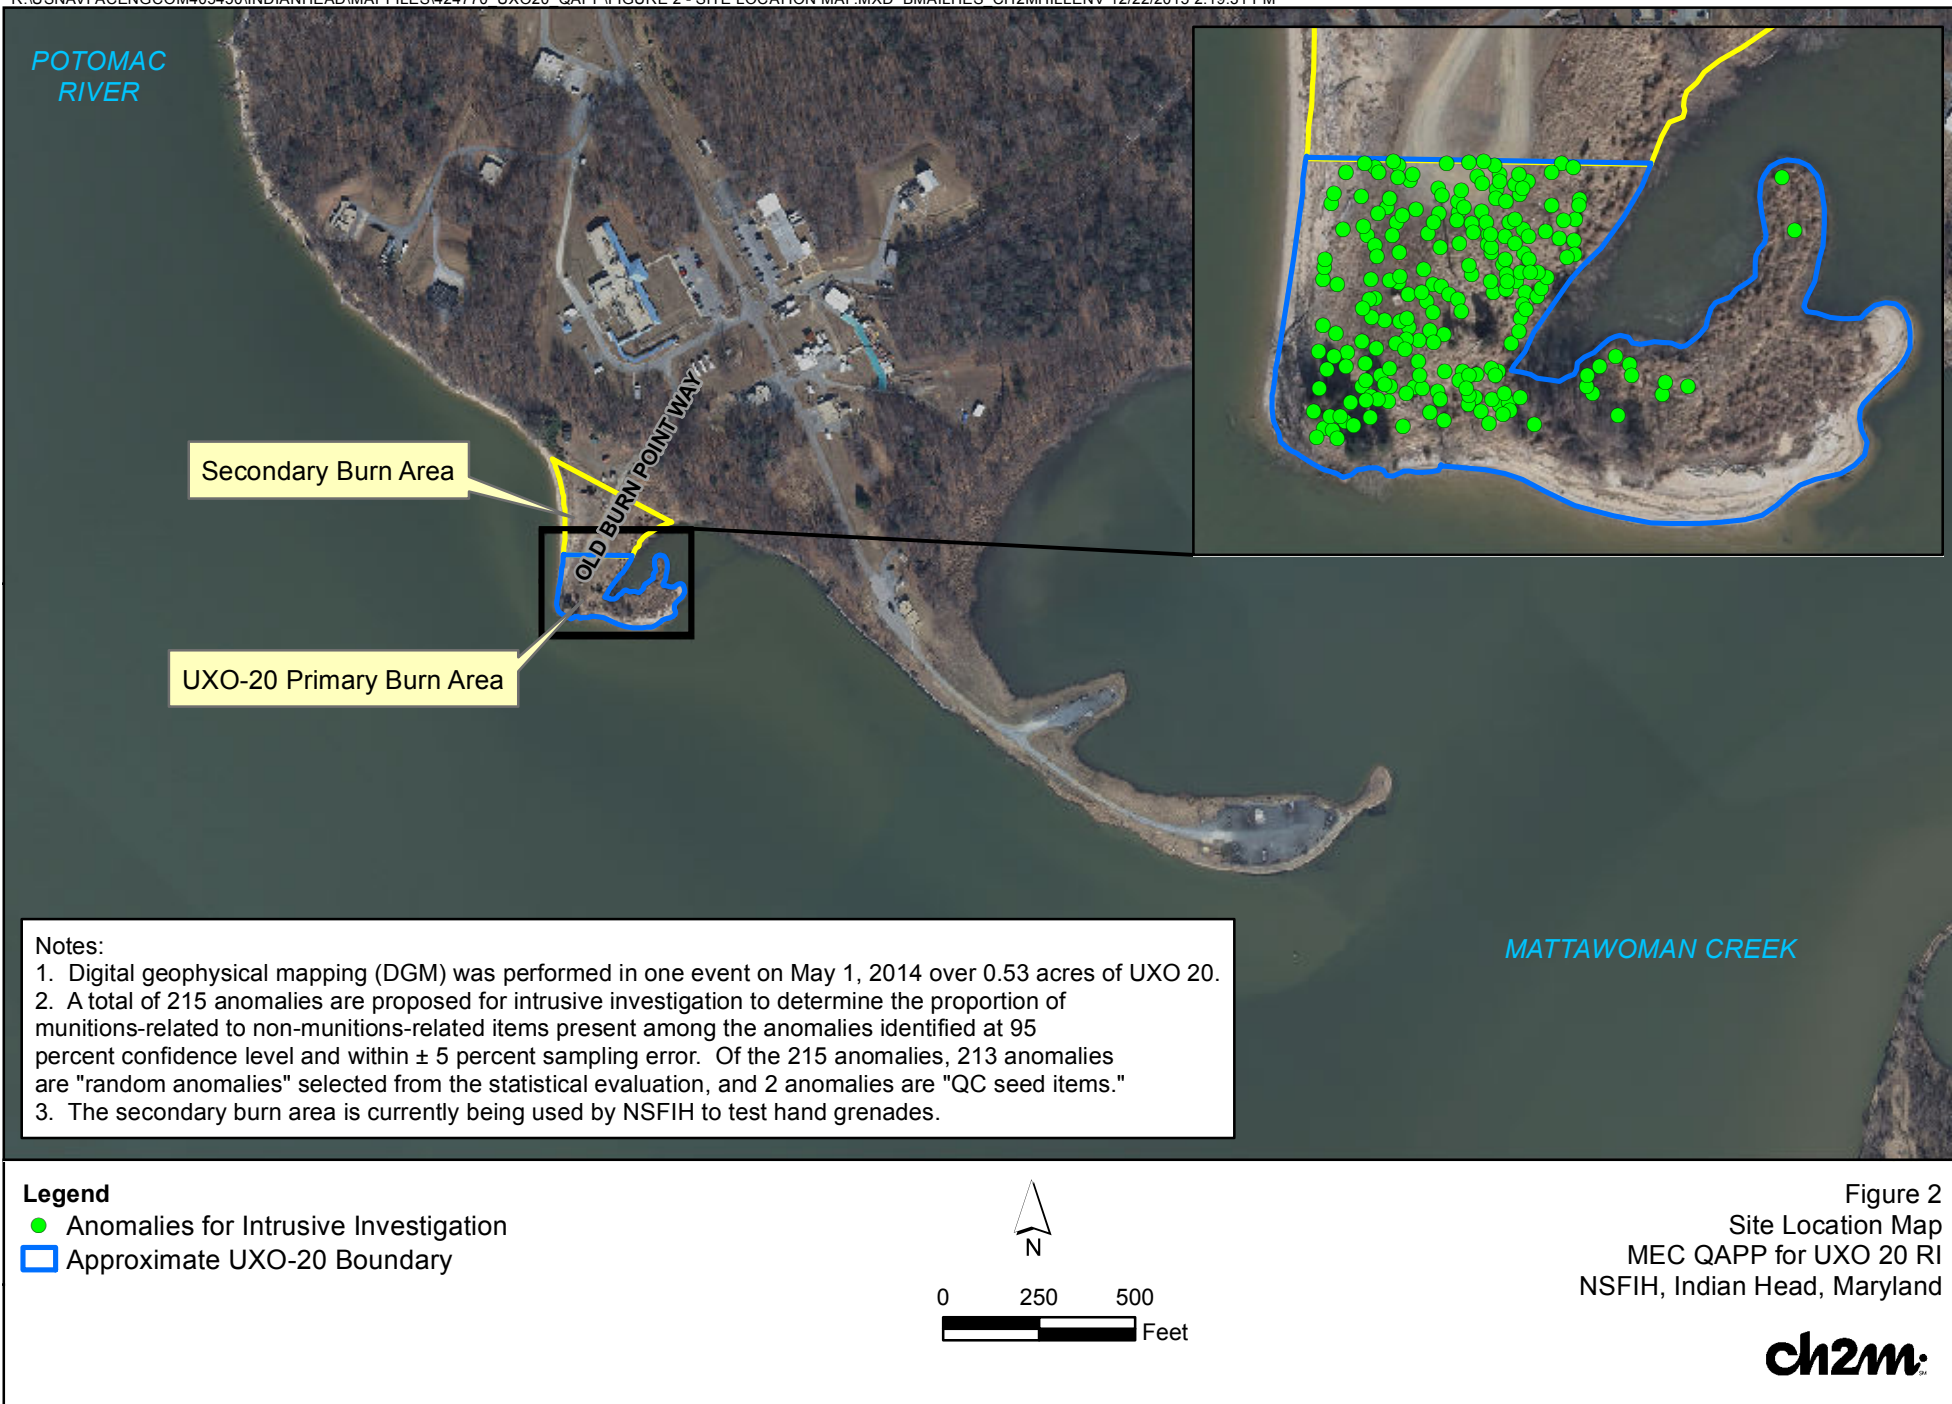 POTOMAC
RIVER
Secondary Burn Area
OLD BURN POINT WAY
UXO-20 Primary Burn Area
MATTAWOMAN CREEK
Notes:
1. Digital geophysical mapping (DGM) was performed in one event on May 1, 2014 over 0.53 acres of UXO 20.
2. A total of 215 anomalies are proposed for intrusive investigation to determine the proportion of
munitions-related to non-munitions-related items present among the anomalies identified at 95
percent confidence level and within ± 5 percent sampling error. Of the 215 anomalies, 213 anomalies
are "random anomalies" selected from the statistical evaluation, and 2 anomalies are "QC seed items."
3. The secondary burn area is currently being used by NSFIH to test hand grenades.
Legend
Anomalies for Intrusive Investigation
Approximate UXO-20 Boundary
N
0 250 500
Feet
Figure 2
Site Location Map
MEC QAPP for UXO 20 RI
NSFIH, Indian Head, Maryland
ch2m: